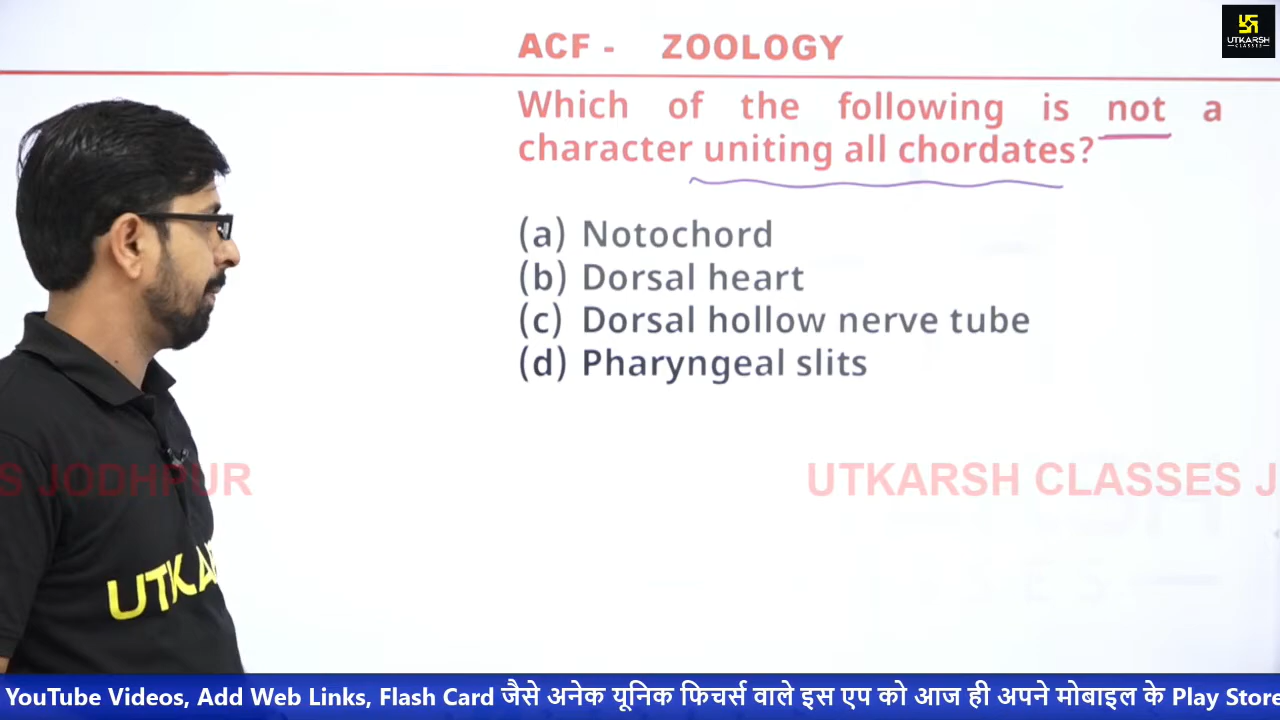 UTKARSH
CLASSES
ACF - ZOOLOGY
Which of the following is not a
character uniting all chordates?
(a) Notochord
(b) Dorsal heart
(c) Dorsal hollow nerve tube
(d) Pharyngeal slits
S JODHPUR
UTKARSH CLASSES J
UTKA
YouTube Videos, Add Web Links, Flash Card जैसे अनेक यूनिक फिचर्स वाले इस एप को आज ही अपने मोबाइल के Play Store